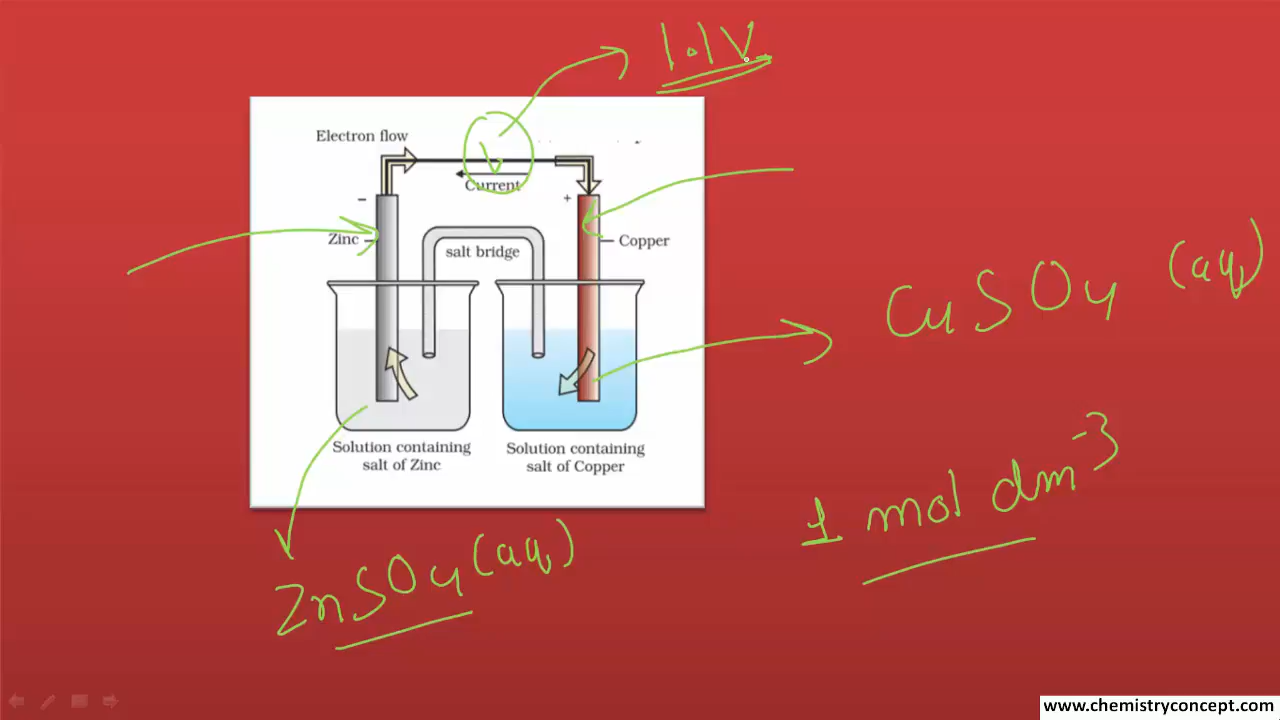 1.1V
Electron flow
V
Current
−
+
Zinc
salt bridge
Copper
CuSO4 (aq)
Solution containing
salt of Zinc
Solution containing
salt of Copper
1 mol dm-3
ZnSO4 (aq)
www.chemistryconcept.com